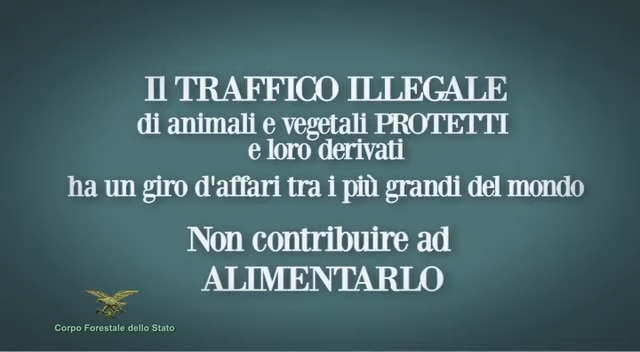 Il TRAFFICO ILLEGALE
di animali e vegetali PROTETTI
e loro derivati
ha un giro d'affari tra i più grandi del mondo
Non contribuire ad
ALIMENTARLO
Corpo Forestale dello Stato